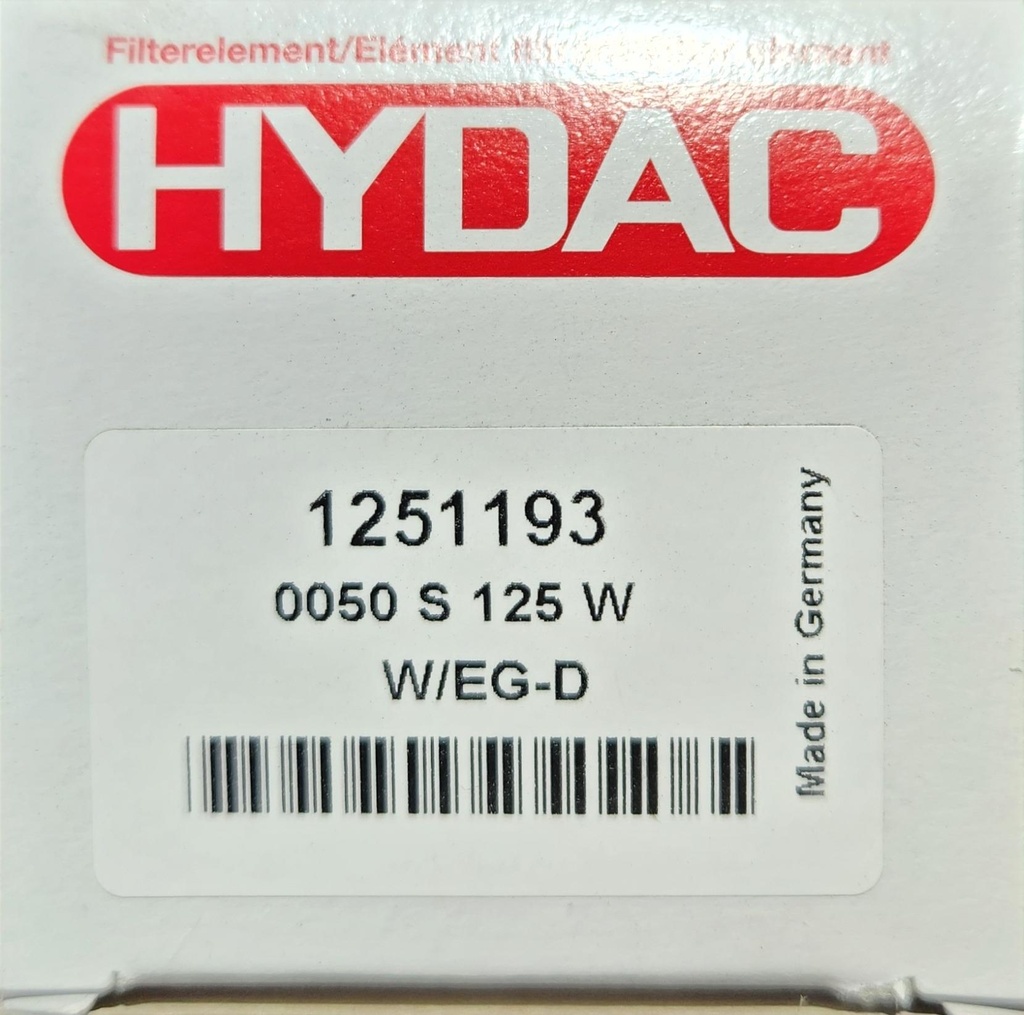 Filterelement/Elément
HYDAC
1251193
0050 S 125 W
W/EG-D
Made in Germany